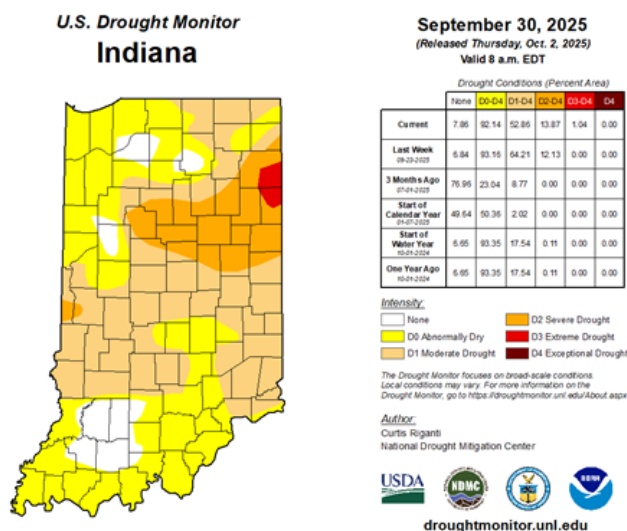 U.S. Drought Monitor
Indiana
September 30, 2025
(Released Thursday, Oct. 2, 2025)
Valid 8 a.m. EDT
Drought Conditions (Percent Area)
None D0-D4 D1-D4 D2-D4 D3-D4 D4
Current 7.86 92.14 52.86 13.87 1.04 0.00
Last Week 6.84 93.16 64.21 12.13 0.00 0.00
09-23-2025
3 Months Ago 76.96 23.04 8.77 0.00 0.00 0.00
07-01-2025
Start of Calendar Year 49.64 50.36 2.02 0.00 0.00 0.00
01-07-2025
Start of Water Year 6.65 93.35 17.54 0.11 0.00 0.00
10-01-2024
One Year Ago 6.65 93.35 17.54 0.11 0.00 0.00
10-01-2024
Intensity:
None
D0 Abnormally Dry
D1 Moderate Drought
D2 Severe Drought
D3 Extreme Drought
D4 Exceptional Drought
The Drought Monitor focuses on broad-scale conditions.
Local conditions may vary. For more information on the
Drought Monitor, go to https://droughtmonitor.unl.edu/About.aspx
Author:
Curtis Riganti
National Drought Mitigation Center
USDA
NDMC
NOAA
droughtmonitor.unl.edu